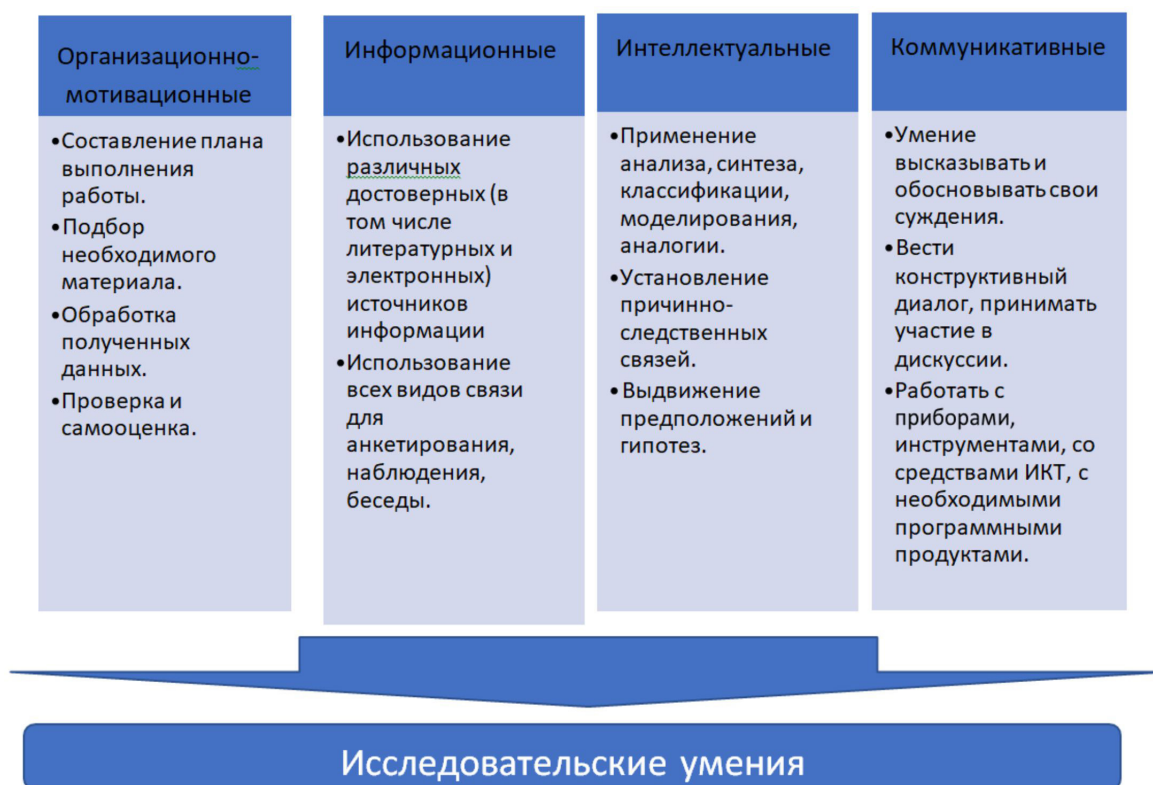 Организационно-
мотивационные
•Составление плана
выполнения
работы.
•Подбор
необходимого
материала.
•Обработка
полученных
данных.
•Проверка и
самооценка.
Информационные
•Использование
различных
достоверных (в
том числе
литературных и
электронных)
источников
информации
•Использование
всех видов связи
для
анкетирования,
наблюдения,
беседы.
Интеллектуальные
•Применение
анализа, синтеза,
классификации,
моделирования,
аналогии.
•Установление
причинно-
следственных
связей.
•Выдвижение
предположений и
гипотез.
Коммуникативные
•Умение
высказывать и
обосновывать свои
суждения.
•Вести
конструктивный
диалог, принимать
участие в
дискуссии.
•Работать с
приборами,
инструментами, со
средствами ИКТ, с
необходимыми
программными
продуктами.
Исследовательские умения